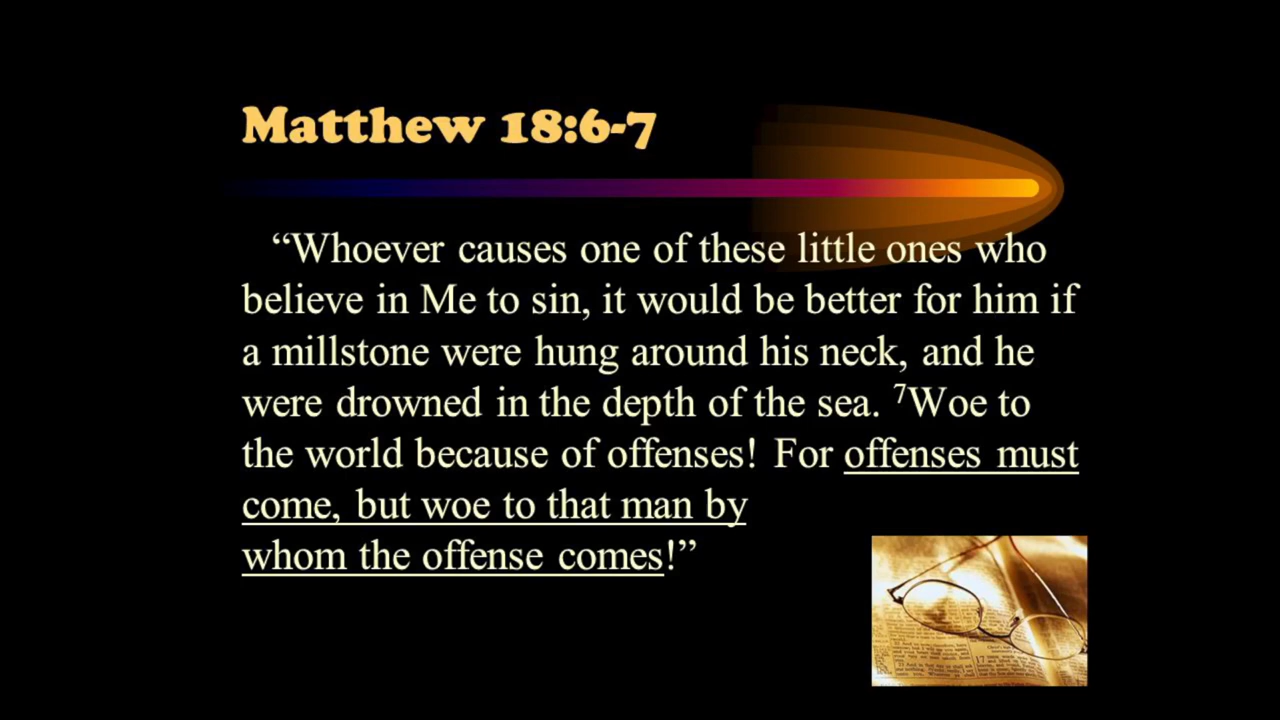 Matthew 18:6-7
“Whoever causes one of these little ones who
believe in Me to sin, it would be better for him if
a millstone were hung around his neck, and he
were drowned in the depth of the sea. ⁷Woe to
the world because of offenses! For offenses must
come, but woe to that man by
whom the offense comes!”